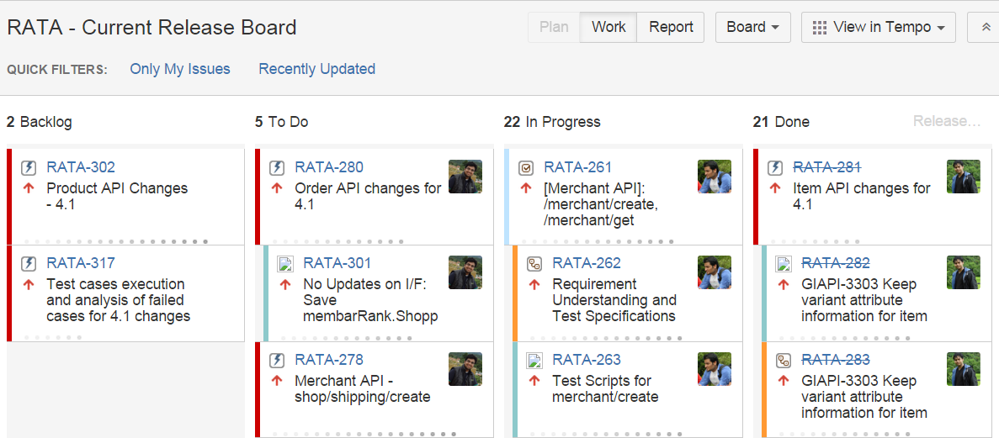 RATA - Current Release Board
Plan Work Report Board View in Tempo
QUICK FILTERS: Only My Issues Recently Updated
2 Backlog
RATA-302
Product API Changes
- 4.1
RATA-317
Test cases execution
and analysis of failed
cases for 4.1 changes
5 To Do
RATA-280
Order API changes for
4.1
RATA-301
No Updates on I/F:
Save
membarRank.Shopp
RATA-278
Merchant API -
shop/shipping/create
22 In Progress
RATA-261
[Merchant API]:
/merchant/create,
/merchant/get
RATA-262
Requirement
Understanding and
Test Specifications
RATA-263
Test Scripts for
merchant/create
21 Done Release...
RATA-281
Item API changes for
4.1
RATA-282
GIAPI-3303 Keep
variant attribute
information for item
RATA-283
GIAPI-3303 Keep
variant attribute
information for item